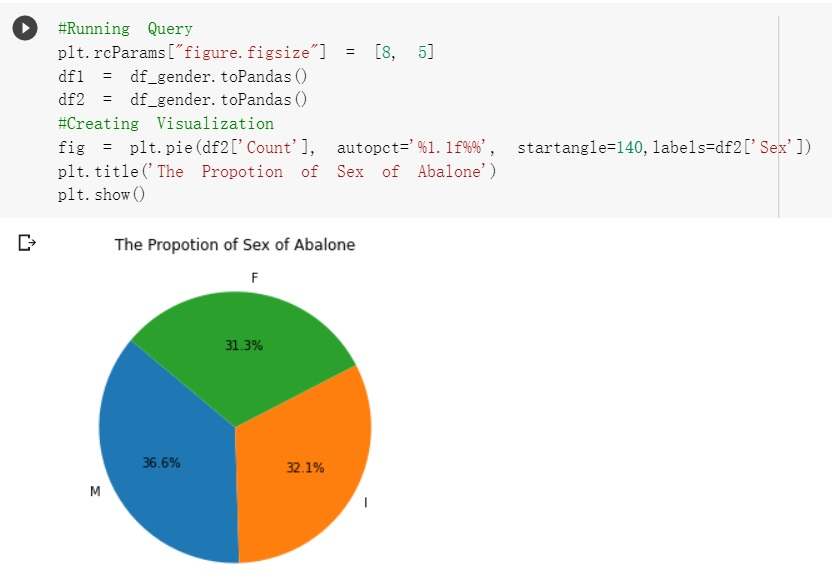 #Running Query
plt.rcParams["figure.figsize"] = [8, 5]
df1 = df_gender.toPandas()
df2 = df_gender.toPandas()
#Creating Visualization
fig = plt.pie(df2['Count'], autopct='%1.1f%%', startangle=140,labels=df2['Sex'])
plt.title('The Propotion of Sex of Abalone')
plt.show()
The Propotion of Sex of Abalone
F
31.3%
36.6%
32.1%
M
I